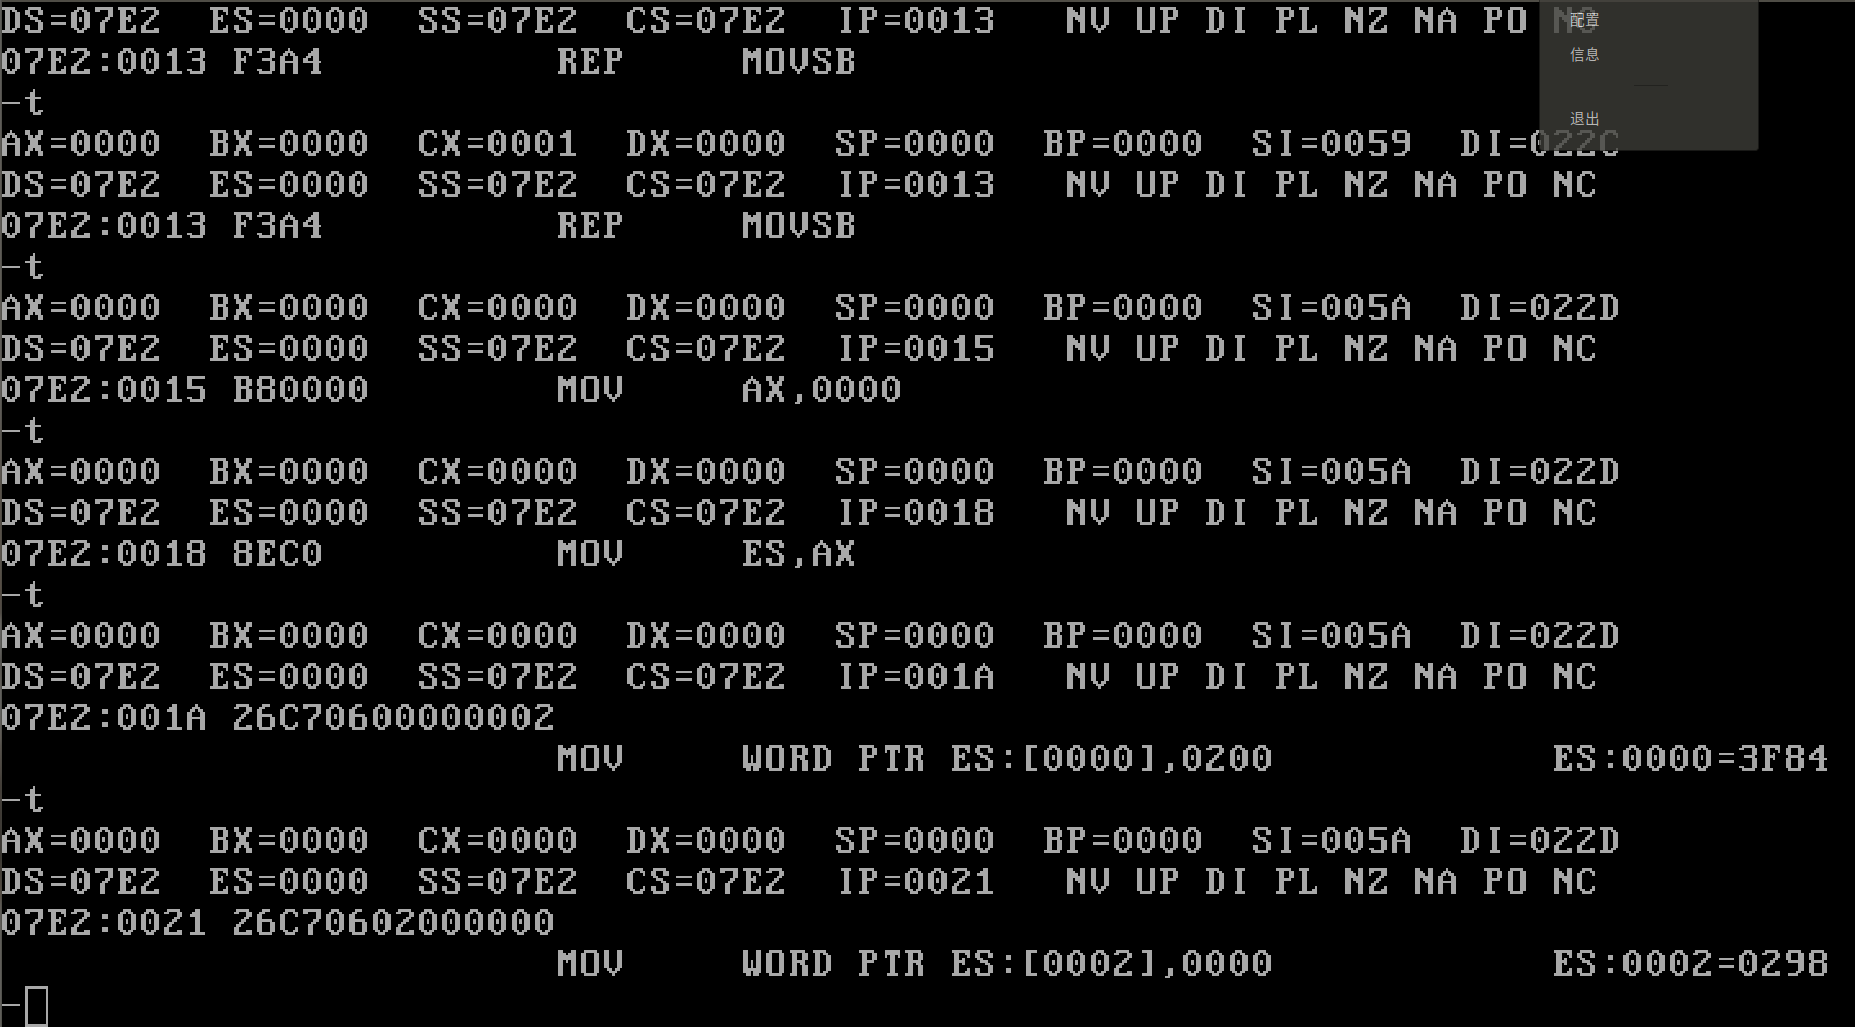 DS=07E2 ES=0000 SS=07E2 CS=07E2 IP=0013 NV UP DI PL NZ NA PO NC
配置
07E2:0013 F3A4 REP MOVSB
信息
-t
退出
AX=0000 BX=0000 CX=0001 DX=0000 SP=0000 BP=0000 SI=0059 DI=022C
DS=07E2 ES=0000 SS=07E2 CS=07E2 IP=0013 NV UP DI PL NZ NA PO NC
07E2:0013 F3A4 REP MOVSB
-t
AX=0000 BX=0000 CX=0000 DX=0000 SP=0000 BP=0000 SI=005A DI=022D
DS=07E2 ES=0000 SS=07E2 CS=07E2 IP=0015 NV UP DI PL NZ NA PO NC
07E2:0015 B80000 MOV AX,0000
-t
AX=0000 BX=0000 CX=0000 DX=0000 SP=0000 BP=0000 SI=005A DI=022D
DS=07E2 ES=0000 SS=07E2 CS=07E2 IP=0018 NV UP DI PL NZ NA PO NC
07E2:0018 8EC0 MOV ES,AX
-t
AX=0000 BX=0000 CX=0000 DX=0000 SP=0000 BP=0000 SI=005A DI=022D
DS=07E2 ES=0000 SS=07E2 CS=07E2 IP=001A NV UP DI PL NZ NA PO NC
07E2:001A 26C70600000002
MOV WORD PTR ES:[0000],0200 ES:0000=3F84
-t
AX=0000 BX=0000 CX=0000 DX=0000 SP=0000 BP=0000 SI=005A DI=022D
DS=07E2 ES=0000 SS=07E2 CS=07E2 IP=0021 NV UP DI PL NZ NA PO NC
07E2:0021 26C70602000000
MOV WORD PTR ES:[0002],0000 ES:0002=0298
-